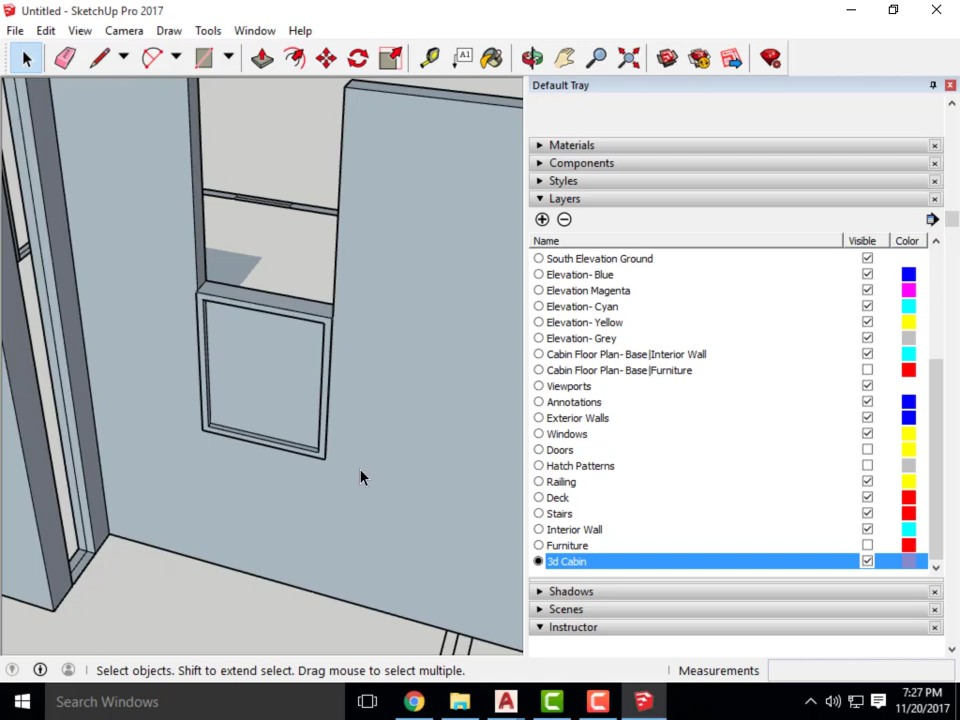 Untitled - SketchUp Pro 2017
File Edit View Camera Draw Tools Window Help
A1
Default Tray
Materials
Components
Styles
Layers
Name Visible Color
South Elevation Ground
Elevation- Blue
Elevation Magenta
Elevation- Cyan
Elevation- Yellow
Elevation- Grey
Cabin Floor Plan- Base|Interior Wall
Cabin Floor Plan- Base|Furniture
Viewports
Annotations
Exterior Walls
Windows
Doors
Hatch Patterns
Railing
Deck
Stairs
Interior Wall
Furniture
3d Cabin
Shadows
Scenes
Instructor
Select objects. Shift to extend select. Drag mouse to select multiple. Measurements
Search Windows
7:27 PM
11/20/2017